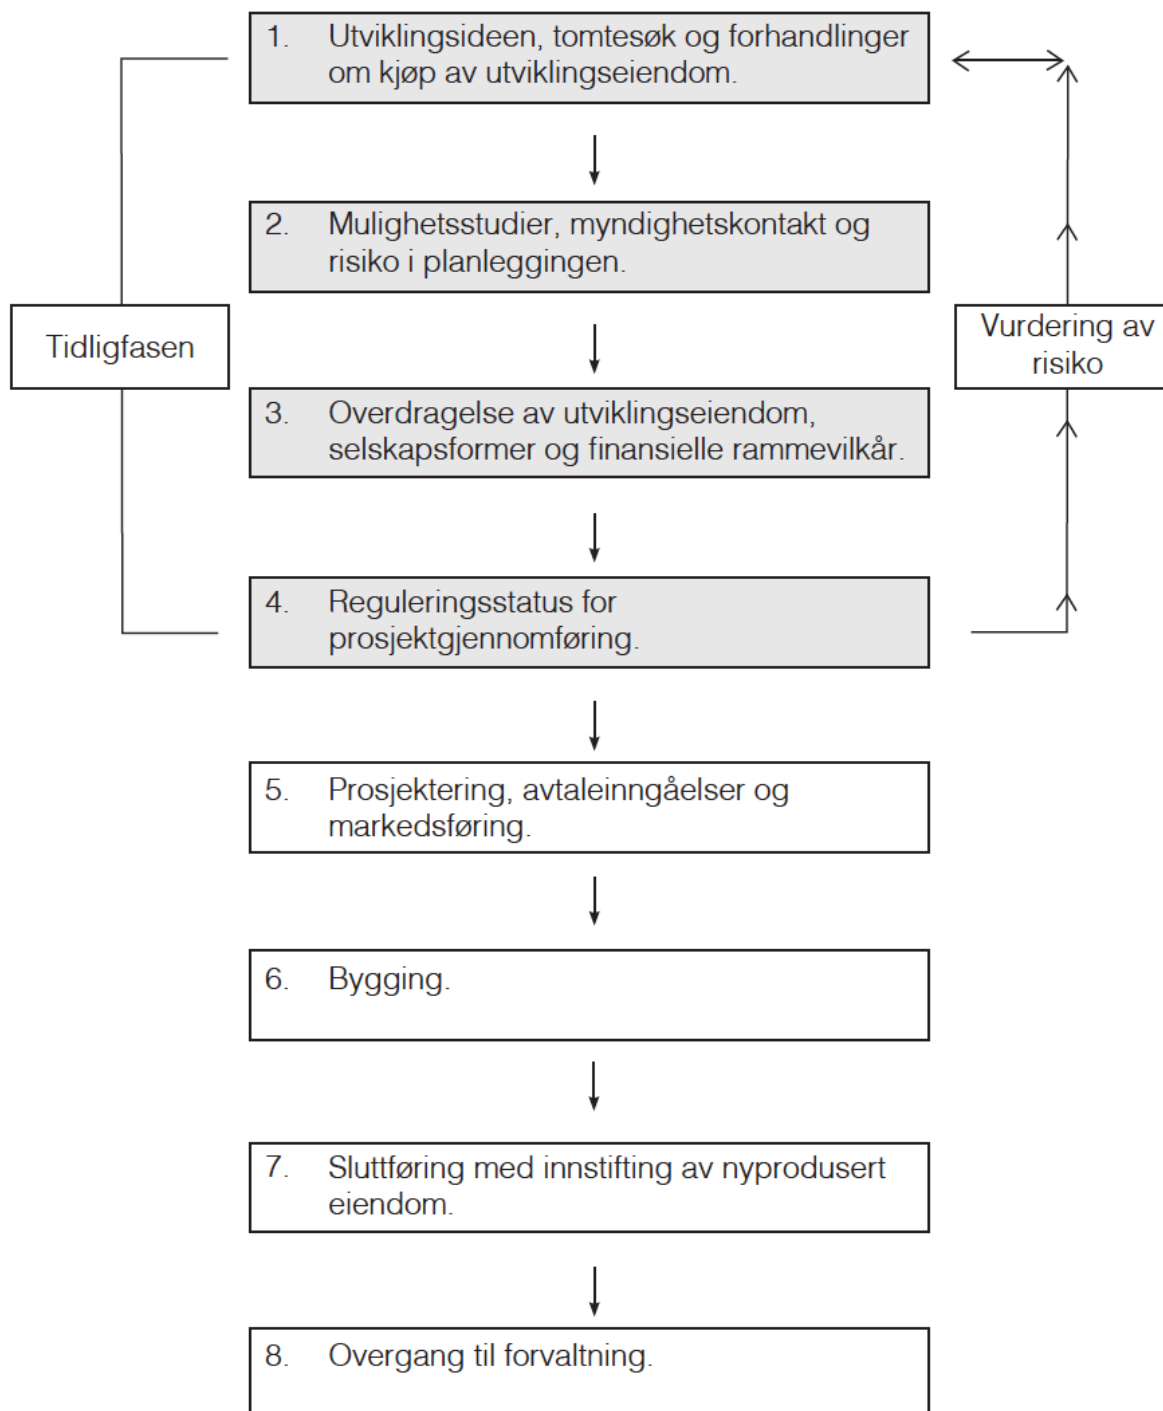 1. Utviklingsideen, tomtesøk og forhandlinger
om kjøp av utviklingseiendom.
2. Mulighetsstudier, myndighetskontakt og
risiko i planleggingen.
Tidligfasen
Vurdering av
risiko
3. Overdragelse av utviklingseiendom,
selskapsformer og finansielle rammevilkår.
4. Reguleringsstatus for
prosjektgjennomføring.
5. Prosjektering, avtaleinngåelser og
markedsføring.
6. Bygging.
7. Sluttføring med innstifting av nyprodusert
eiendom.
8. Overgang til forvaltning.